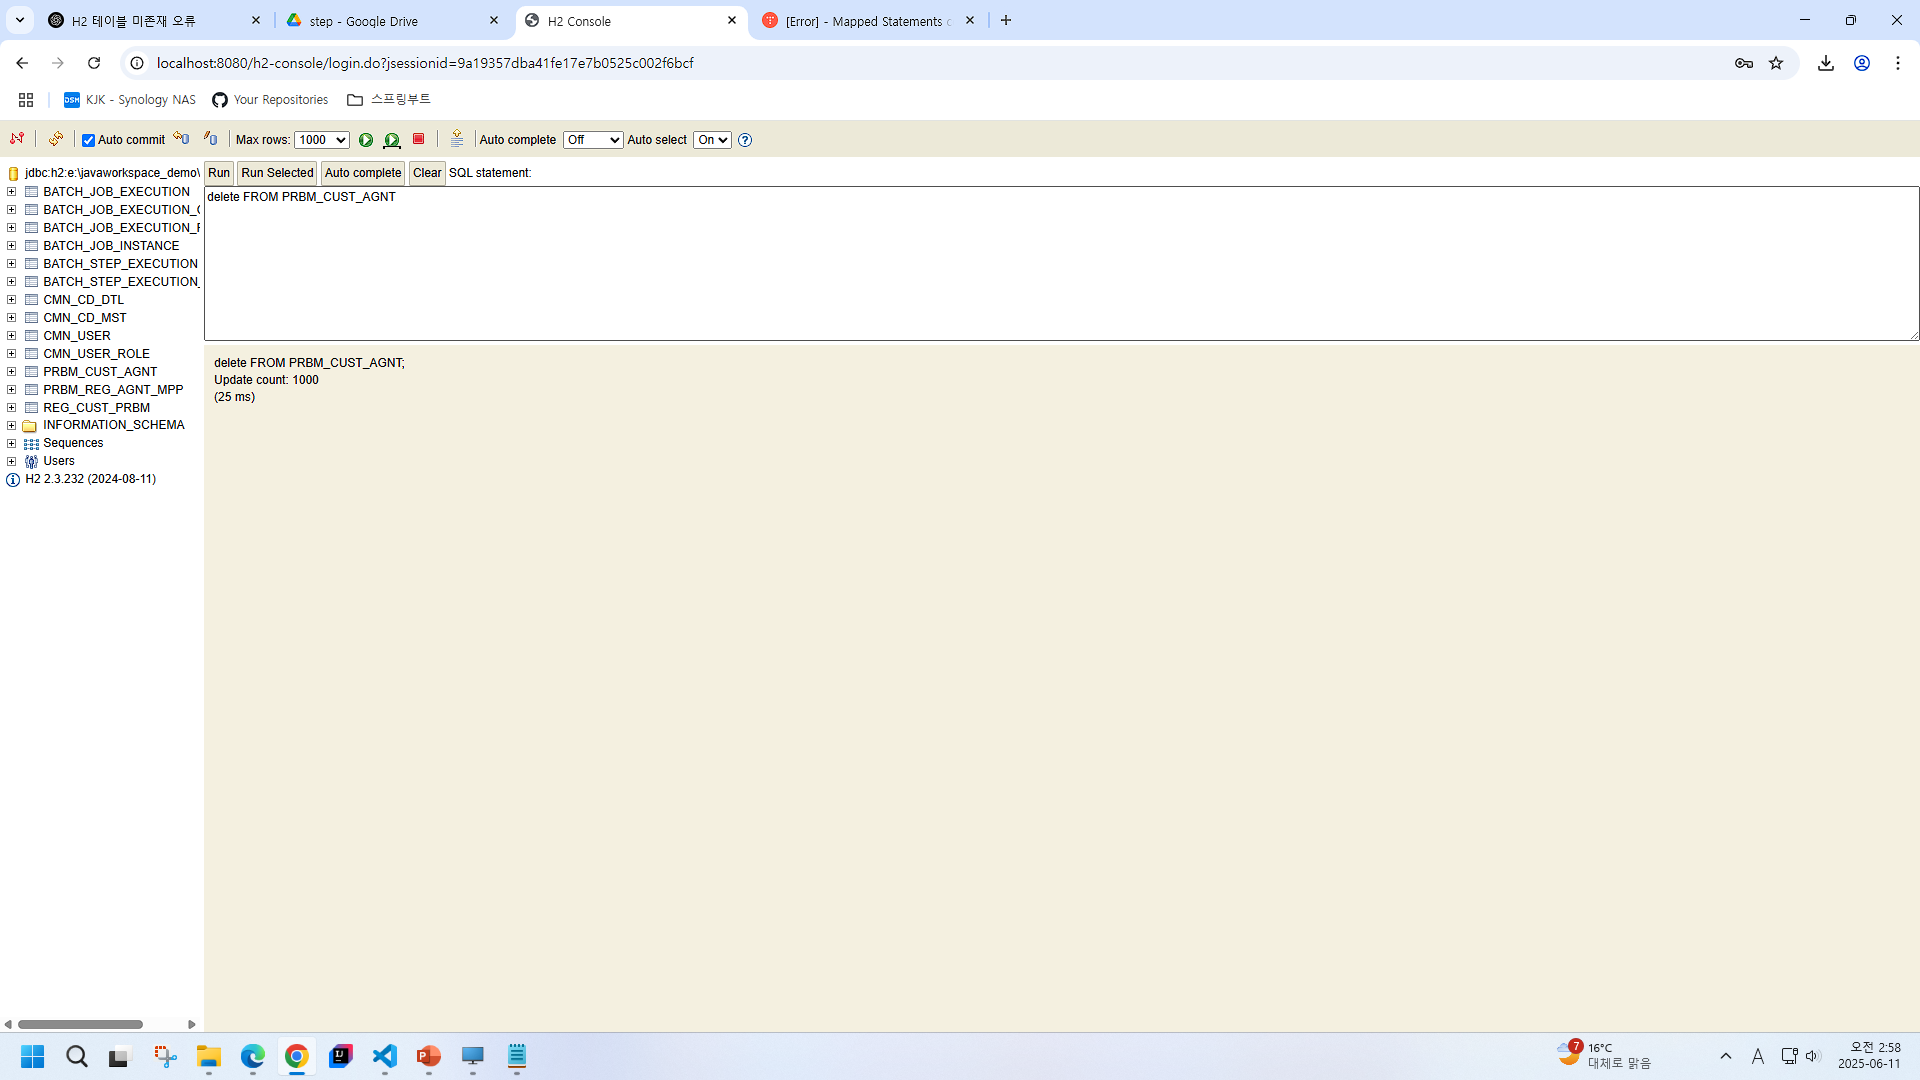 H2 테이블 미존재 오류
step - Google Drive
H2 Console
[Error] - Mapped Statements
localhost:8080/h2-console/login.do?jsessionid=9a19357dba41fe17e7b0525c002f6bcf
DSM KJK - Synology NAS
Your Repositories
스프링부트
Auto commit
Max rows: 1000
Auto complete Off
Auto select On
jdbc:h2:e:\javaworkspace_demo\
BATCH_JOB_EXECUTION
BATCH_JOB_EXECUTION_
BATCH_JOB_EXECUTION_
BATCH_JOB_INSTANCE
BATCH_STEP_EXECUTION
BATCH_STEP_EXECUTION_
CMN_CD_DTL
CMN_CD_MST
CMN_USER
CMN_USER_ROLE
PRBM_CUST_AGNT
PRBM_REG_AGNT_MPP
REG_CUST_PRBM
INFORMATION_SCHEMA
Sequences
Users
H2 2.3.232 (2024-08-11)
Run Run Selected Auto complete Clear SQL statement:
delete FROM PRBM_CUST_AGNT
delete FROM PRBM_CUST_AGNT;
Update count: 1000
(25 ms)
7
16°C
대체로 맑음
A
오전 2:58
2025-06-11